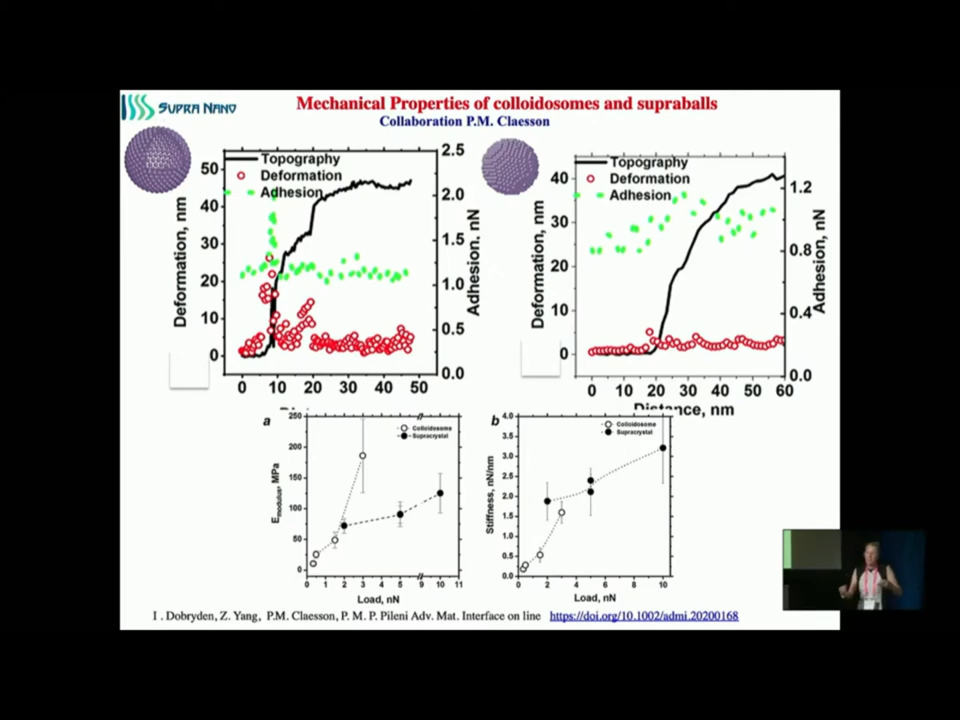 SUPRA NANO
Mechanical Properties of colloidosomes and supraballs
Collaboration P.M. Claesson
Topography
Deformation
Adhesion
Deformation, nm
50
40
30
20
10
0
2.5
2.0
1.5
1.0
0.5
0.0
Adhesion. nN
0 10 20 30 40 50
Topography
Deformation
Adhesion
Deformation, nm
40
30
20
10
0
1.2
0.8
0.4
0.0
Adhesion, nN
0 10 20 30 40 50 60
Distance, nm
a
250
200
150
100
50
0
Emodulus, MPa
Colloidosome
Supracrystal
0 1 2 3 4 5 9 10 11
Load, nN
b
4.0
3.5
3.0
2.5
2.0
1.5
1.0
0.5
0.0
Stiffness, nN/nm
Colloidosome
Supracrystal
0 2 4 6 8 10
Load, nN
I . Dobryden, Z. Yang, P.M. Claesson, P. M. P. Pileni Adv. Mat. Interface on line https://doi.org/10.1002/admi.20200168